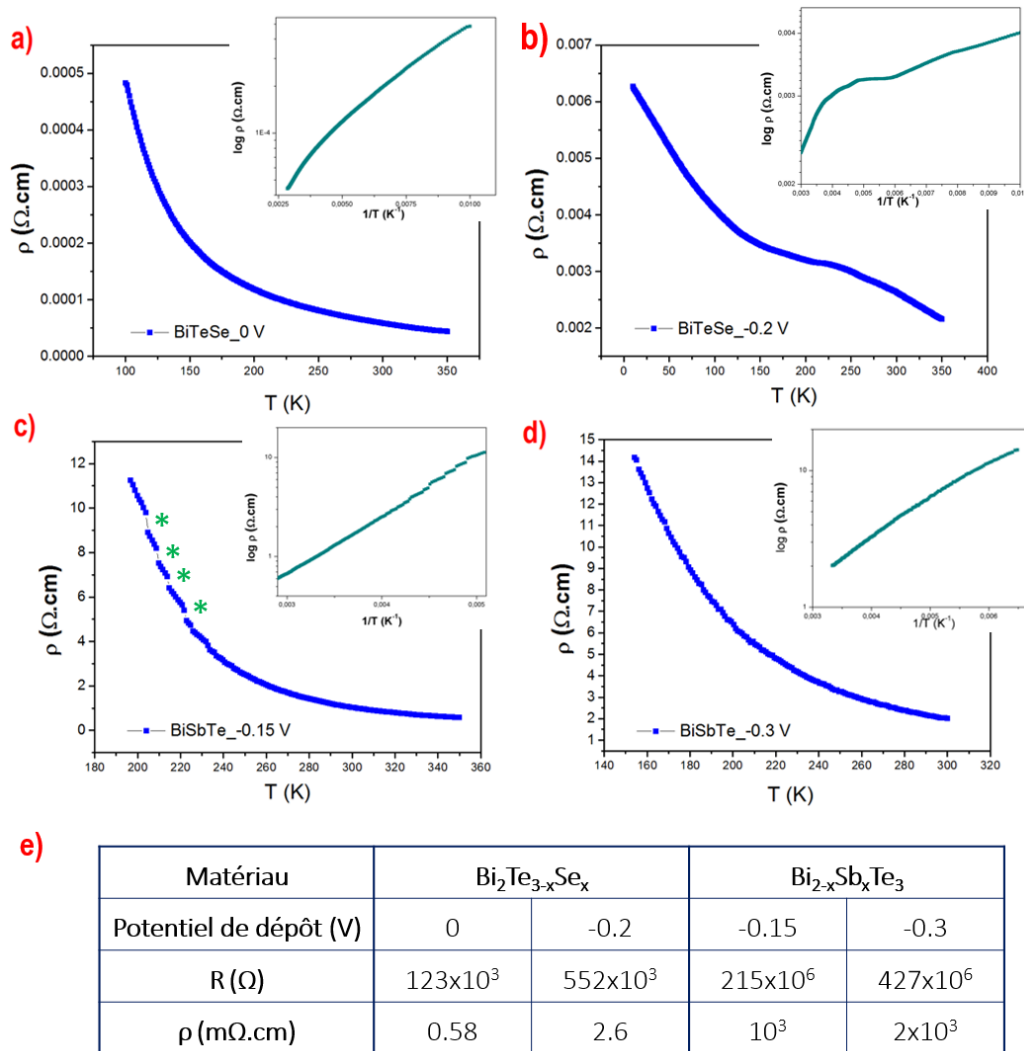 a)
0.0005
0.0004
0.0003
0.0002
0.0001
0.0000
ρ (Ω.cm)
100 150 200 250 300 350
T (K)
BiTeSe_0 V
log ρ (Ω.cm)
1E-4
0.0025 0.0050 0.0075 0.0100
1/T (K⁻¹)
b)
0.007
0.006
0.005
0.004
0.003
0.002
ρ (Ω.cm)
0 50 100 150 200 250 300 350 400
T (K)
BiTeSe_-0.2 V
log ρ (Ω.cm)
0.004
0.003
0.002
0.003 0.004 0.005 0.006 0.007 0.008 0.009 0.01
1/T (K⁻¹)
c)
12
10
8
6
4
2
0
ρ (Ω.cm)
180 200 220 240 260 280 300 320 340 360
T (K)
BiSbTe_-0.15 V
* * * *
log ρ (Ω.cm)
10
1
0.003 0.004 0.005
1/T (K⁻¹)
d)
15
14
13
12
11
10
9
8
7
6
5
4
3
2
1
ρ (Ω.cm)
140 160 180 200 220 240 260 280 300 320
T (K)
BiSbTe_-0.3 V
log ρ (Ω.cm)
10
0.003 0.004 0.005 0.006
1/T (K⁻¹)
e)
Matériau Bi₂Te₃₋ₓSeₓ Bi₂₋ₓSbₓTe₃
Potentiel de dépôt (V) 0 -0.2 -0.15 -0.3
R (Ω) 123x10³ 552x10³ 215x10⁶ 427x10⁶
ρ (mΩ.cm) 0.58 2.6 10³ 2x10³